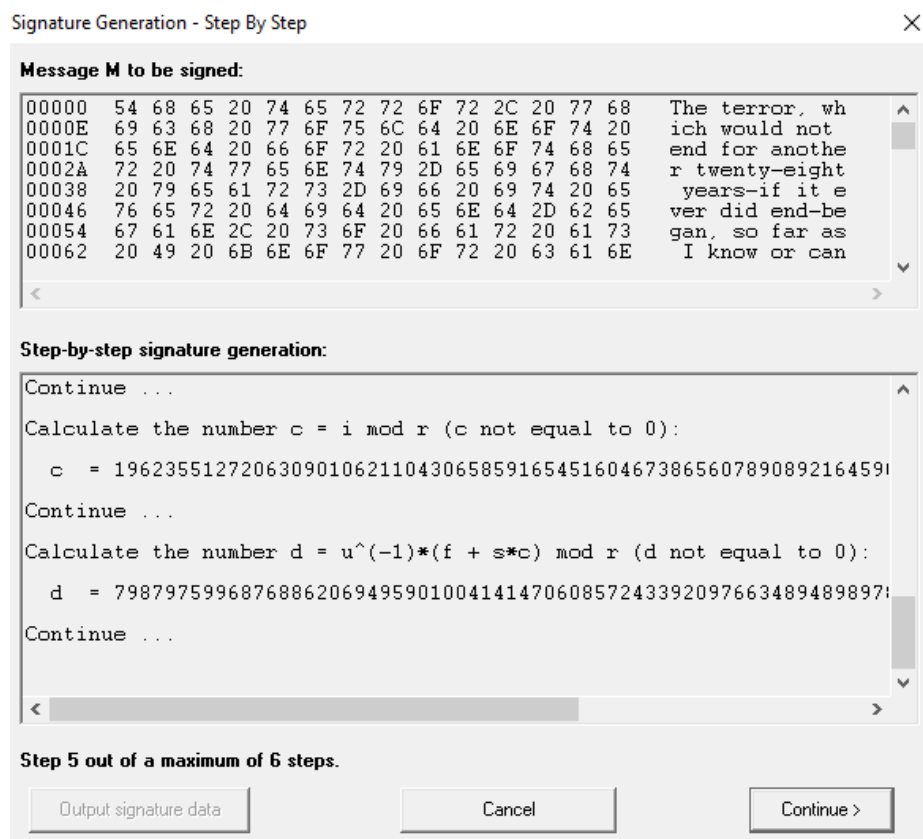 Signature Generation - Step By Step
Message M to be signed:
00000 54 68 65 20 74 65 72 72 6F 72 2C 20 77 68 The terror, wh
0000E 69 63 68 20 77 6F 75 6C 64 20 6E 6F 74 20 ich would not
0001C 65 6E 64 20 66 6F 72 20 61 6E 6F 74 68 65 end for anothe
0002A 72 20 74 77 65 6E 74 79 2D 65 69 67 68 74 r twenty-eight
00038 20 79 65 61 72 73 2D 69 66 20 69 74 20 65 years-if it e
00046 76 65 72 20 64 69 64 20 65 6E 64 2D 62 65 ver did end-be
00054 67 61 6E 2C 20 73 6F 20 66 61 72 20 61 73 gan, so far as
00062 20 49 20 6B 6E 6F 77 20 6F 72 20 63 61 6E I know or can
Step-by-step signature generation:
Continue ...
Calculate the number c = i mod r (c not equal to 0):
c = 19623551272063090106211043065859165451604673865607890892164590
Continue ...
Calculate the number d = u^(-1)*(f + s*c) mod r (d not equal to 0):
d = 7987975996876886206949590100414147060857243392097663489489897
Continue ...
Step 5 out of a maximum of 6 steps.
Output signature data
Cancel
Continue >